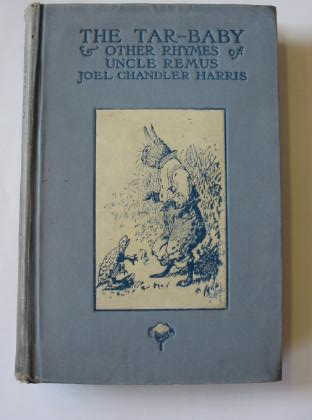 THE TAR-BABY
& OTHER RHYMES of
UNCLE REMUS
JOEL CHANDLER HARRIS